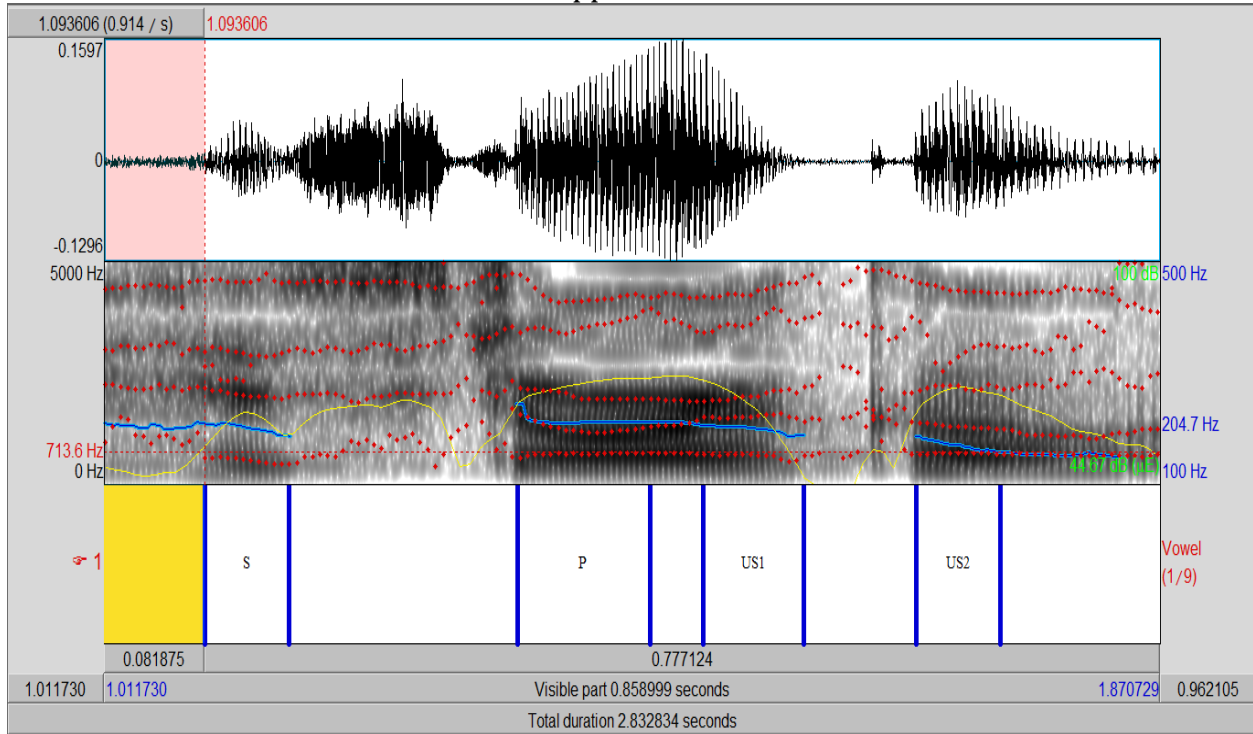 1.093606 (0.914 / s) 1.093606
0.1597
0
-0.1296
5000 Hz 100 dB 500 Hz
204.7 Hz
713.6 Hz
0 Hz 100 Hz
S P US1 US2
☞ 1 Vowel
(1/9)
0.081875 0.777124
1.011730 1.011730 Visible part 0.858999 seconds 1.870729 0.962105
Total duration 2.832834 seconds